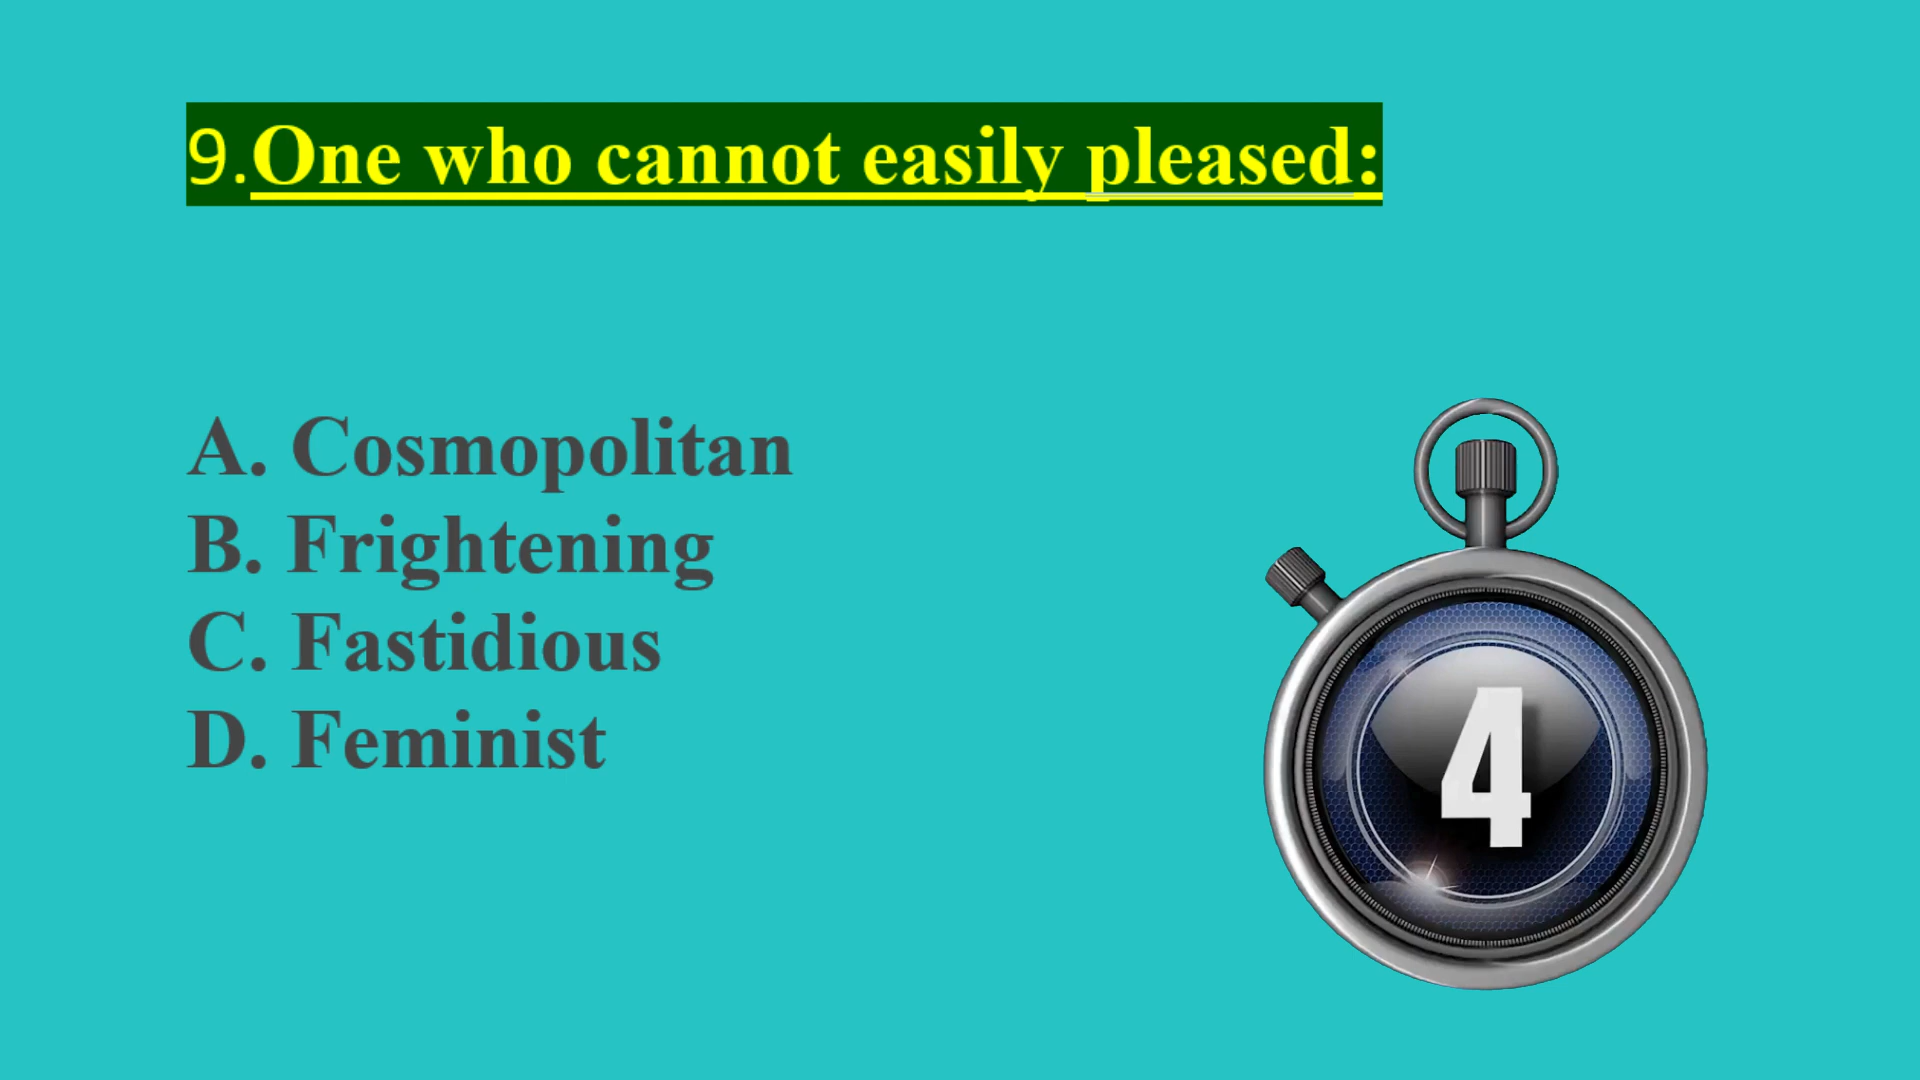 9.One who cannot easily pleased:
A. Cosmopolitan
B. Frightening
C. Fastidious
D. Feminist
4